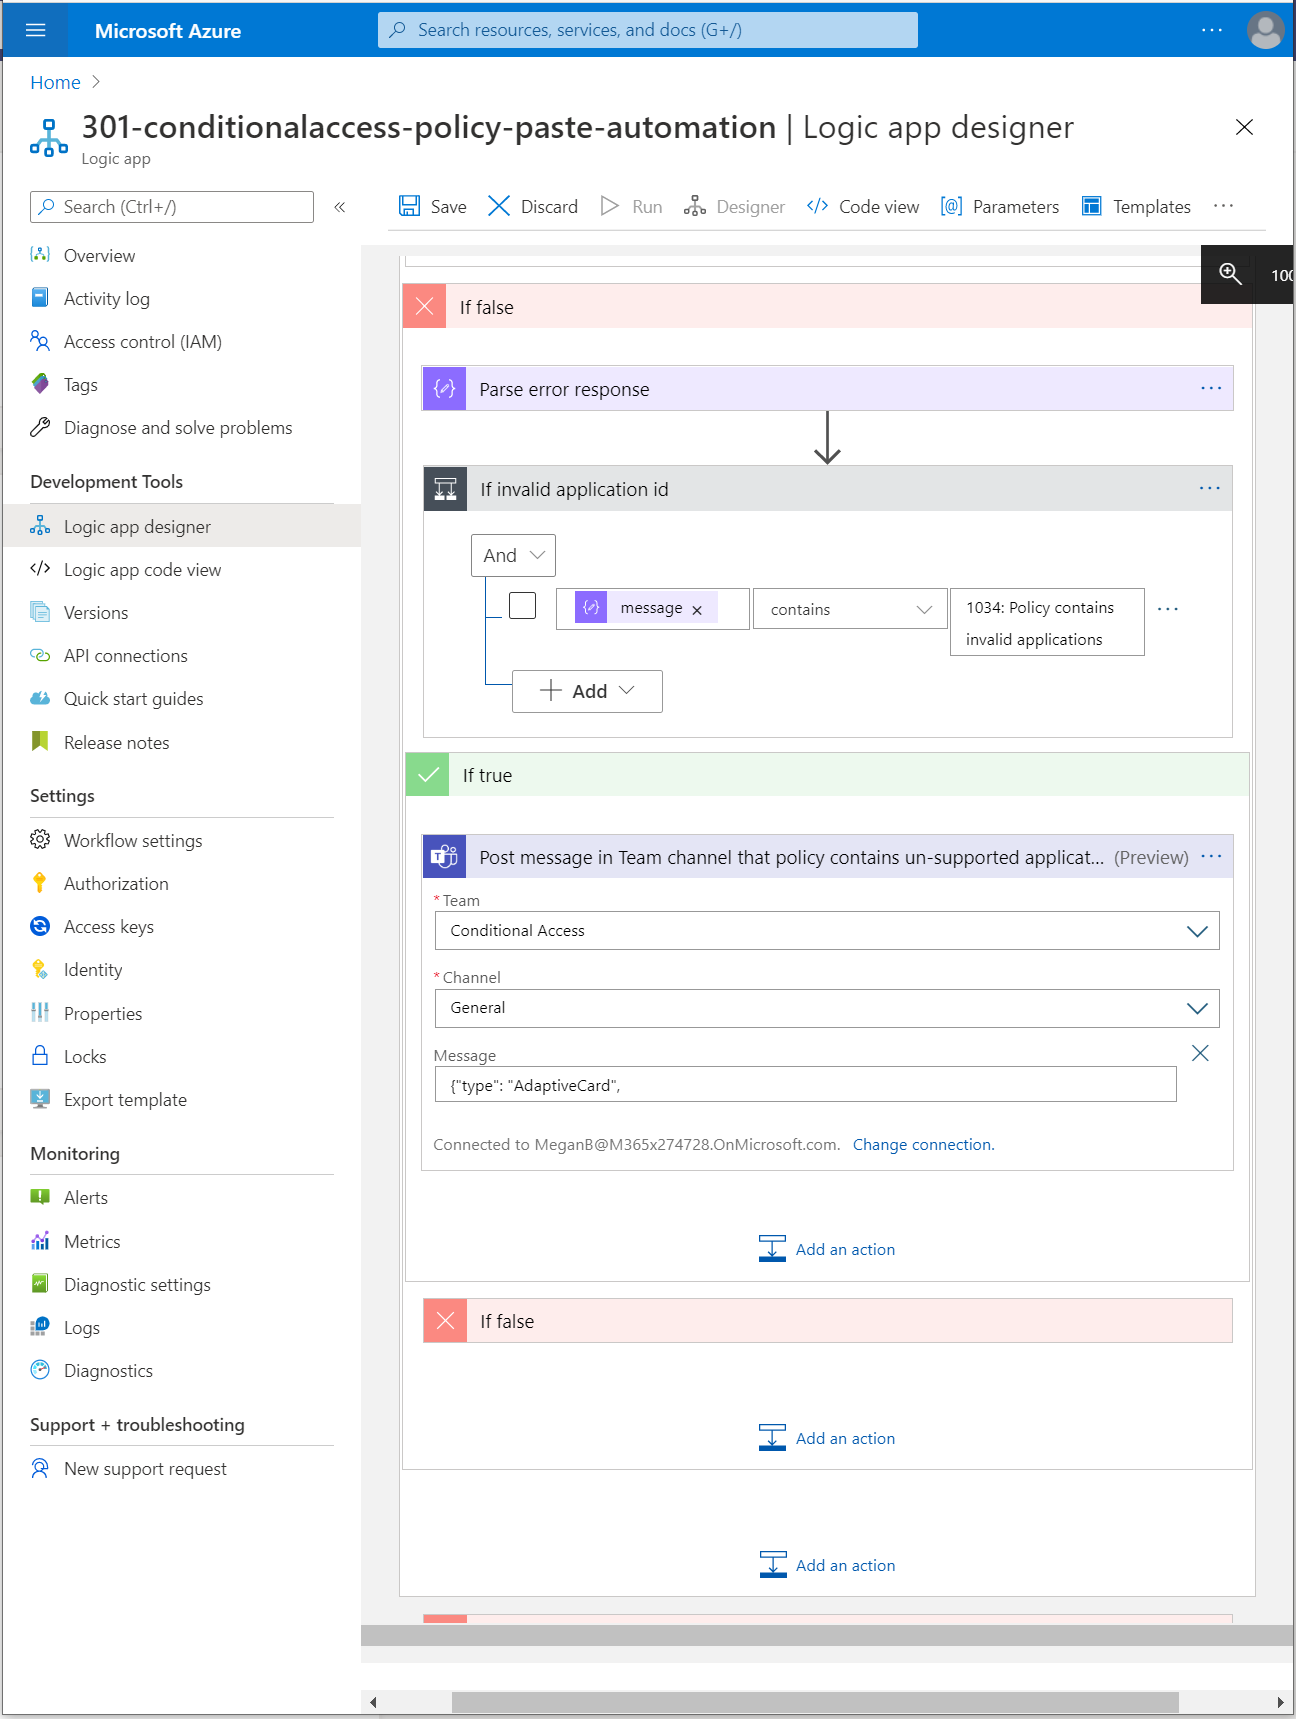 Microsoft Azure
Search resources, services, and docs (G+/)
Home
301-conditionalaccess-policy-paste-automation | Logic app designer
Logic app
Search (Ctrl+/)
«
Save
Discard
Run
Designer
Code view
Parameters
Templates
Overview
Activity log
Access control (IAM)
Tags
Diagnose and solve problems
Development Tools
Logic app designer
Logic app code view
Versions
API connections
Quick start guides
Release notes
Settings
Workflow settings
Authorization
Access keys
Identity
Properties
Locks
Export template
Monitoring
Alerts
Metrics
Diagnostic settings
Logs
Diagnostics
Support + troubleshooting
New support request
100
If false
Parse error response
If invalid application id
And
message
contains
1034: Policy contains
invalid applications
Add
If true
Post message in Team channel that policy contains un-supported applicat... (Preview)
* Team
Conditional Access
* Channel
General
Message
{"type": "AdaptiveCard",
Connected to MeganB@M365x274728.OnMicrosoft.com. Change connection.
Add an action
If false
Add an action
Add an action